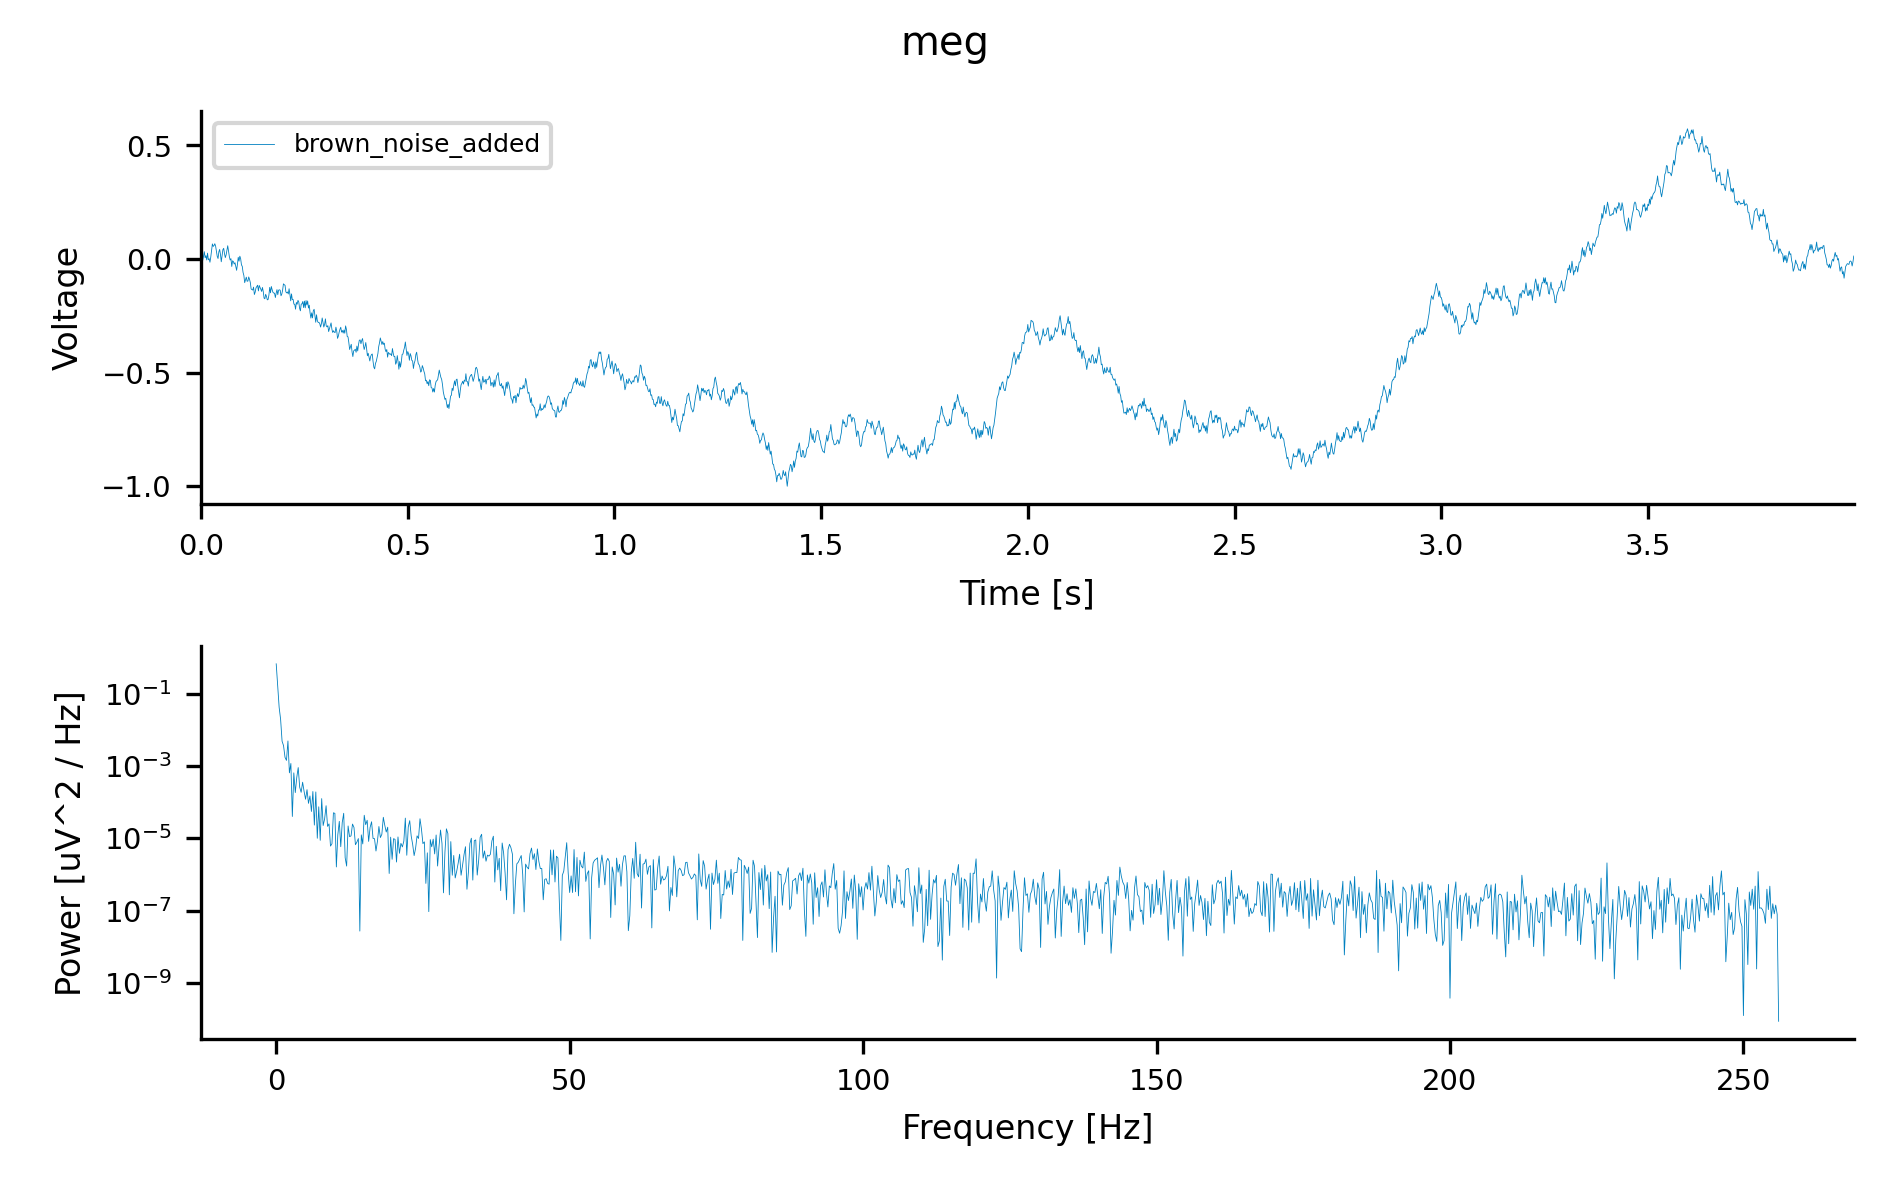 meg
brown_noise_added
Voltage
0.5
0.0
−0.5
−1.0
0.0 0.5 1.0 1.5 2.0 2.5 3.0 3.5
Time [s]
Power [uV^2 / Hz]
10⁻¹
10⁻³
10⁻⁵
10⁻⁷
10⁻⁹
0 50 100 150 200 250
Frequency [Hz]